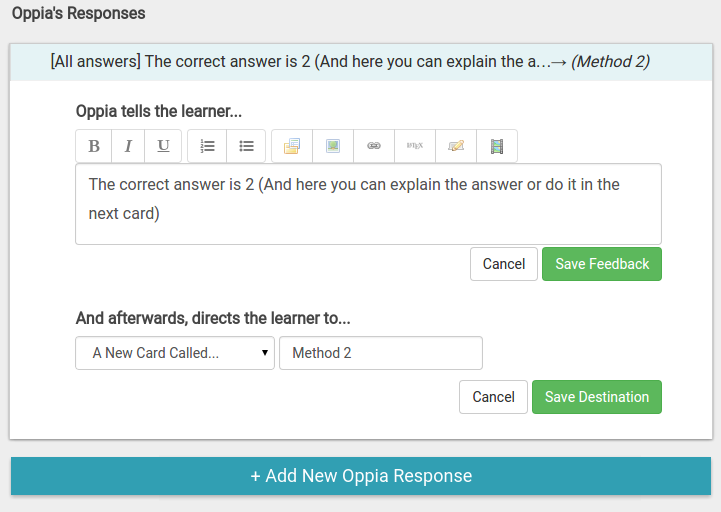 Oppia's Responses
[All answers] The correct answer is 2 (And here you can explain the a...→ (Method 2)
Oppia tells the learner...
B I U LATEX
The correct answer is 2 (And here you can explain the answer or do it in the
next card)
Cancel Save Feedback
And afterwards, directs the learner to...
A New Card Called... Method 2
Cancel Save Destination
+ Add New Oppia Response